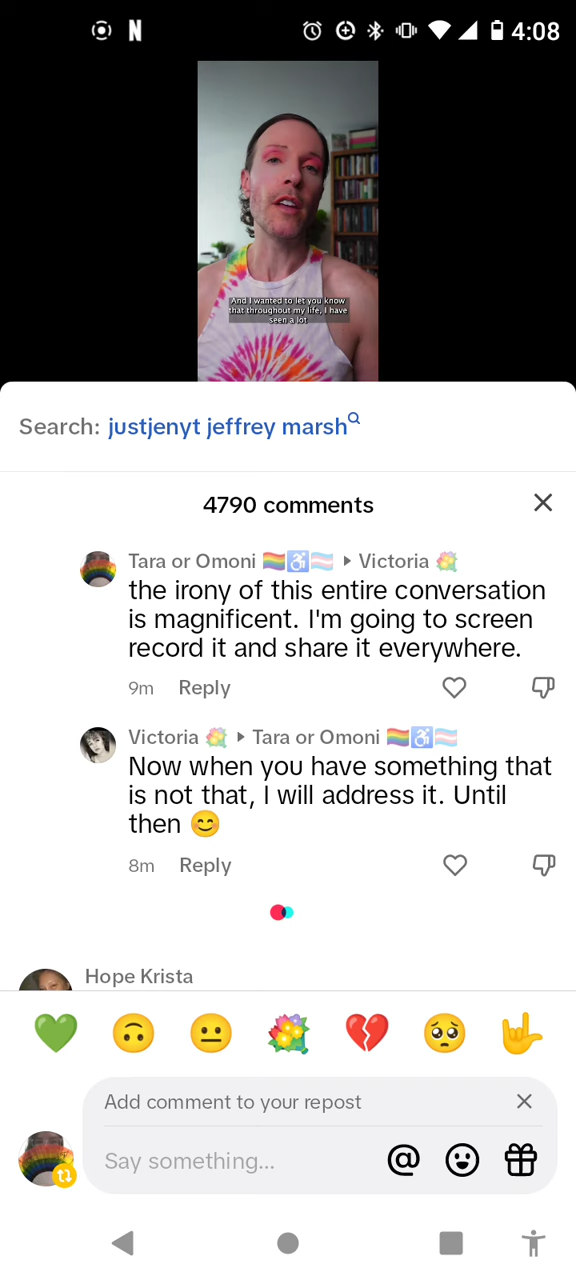 4:08
And I wanted to let you know
that throughout my life, I have
seen a lot
Search: justjenyt jeffrey marsh
4790 comments
Tara or Omoni 🏳️‍🌈♿🏳️‍⚧️ ▸ Victoria 💐
the irony of this entire conversation
is magnificent. I'm going to screen
record it and share it everywhere.
9m Reply
Victoria 💐 ▸ Tara or Omoni 🏳️‍🌈♿🏳️‍⚧️
Now when you have something that
is not that, I will address it. Until
then 😊
8m Reply
Hope Krista
Add comment to your repost
Say something...